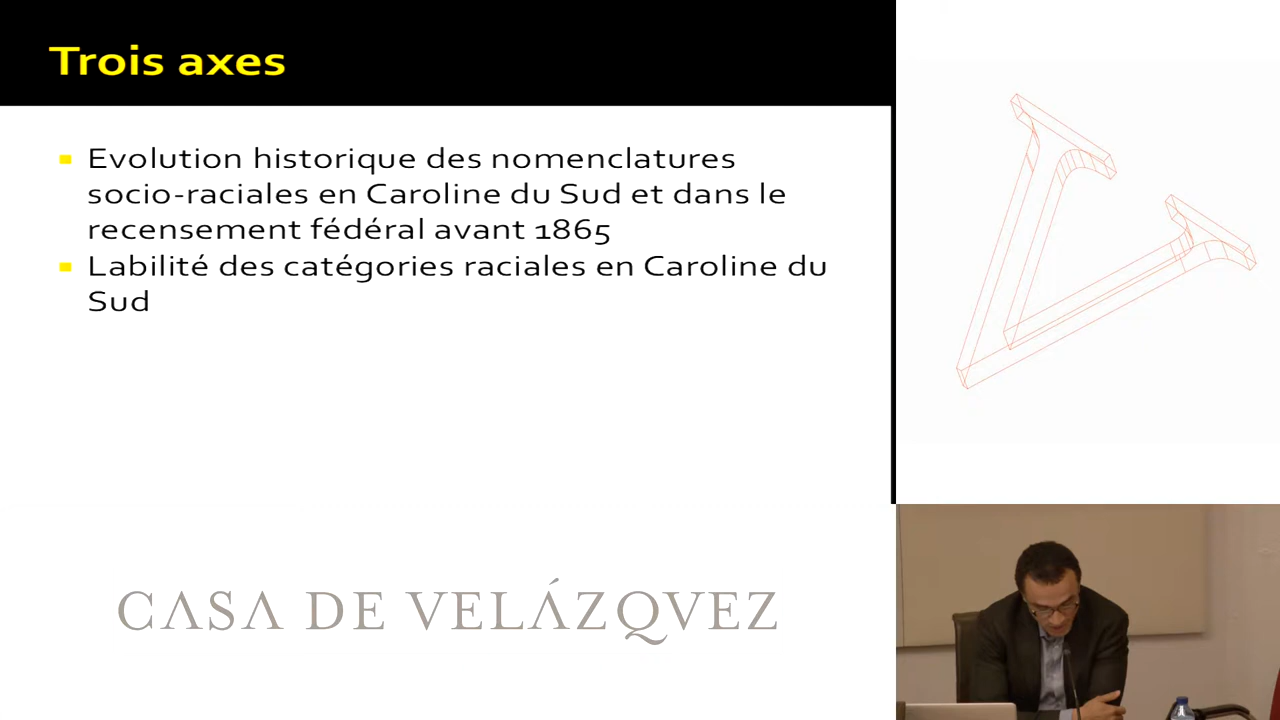 Trois axes
Evolution historique des nomenclatures
socio-raciales en Caroline du Sud et dans le
recensement fédéral avant 1865
Labilité des catégories raciales en Caroline du
Sud
CASA DE VELÁZQVEZ